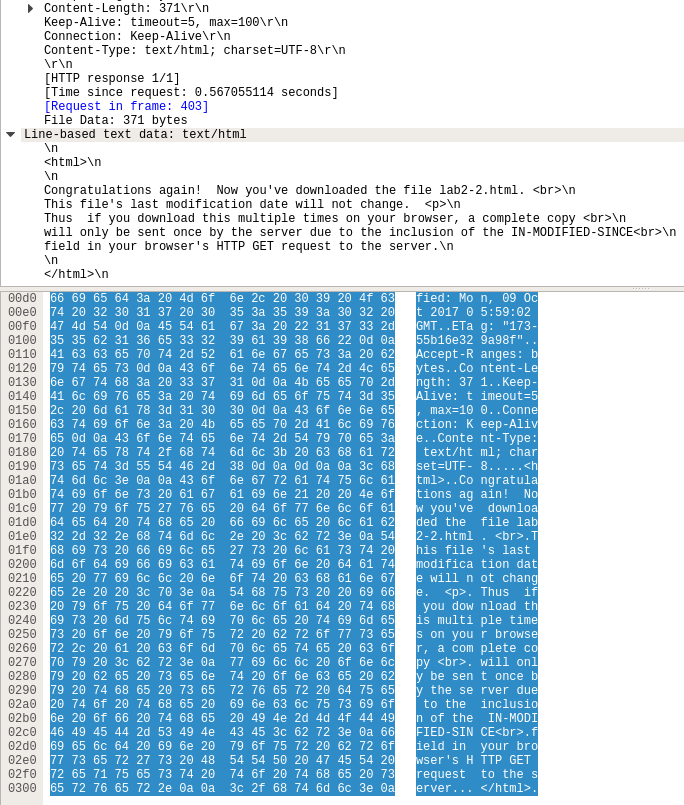 Content-Length: 371\r\n
Keep-Alive: timeout=5, max=100\r\n
Connection: Keep-Alive\r\n
Content-Type: text/html; charset=UTF-8\r\n
\r\n
[HTTP response 1/1]
[Time since request: 0.567055114 seconds]
[Request in frame: 403]
File Data: 371 bytes
Line-based text data: text/html
\n
<html>\n
\n
Congratulations again!  Now you've downloaded the file lab2-2.html. <br>\n
This file's last modification date will not change.  <p>\n
Thus  if you download this multiple times on your browser, a complete copy <br>\n
will only be sent once by the server due to the inclusion of the IN-MODIFIED-SINCE<br>\n
field in your browser's HTTP GET request to the server.\n
\n
</html>\n
00d0 66 69 65 64 3a 20 4d 6f 6e 2c 20 30 39 20 4f 63 fied: Mo n, 09 Oc
00e0 74 20 32 30 31 37 20 30 35 3a 35 39 3a 30 32 20 t 2017 0 5:59:02
00f0 47 4d 54 0d 0a 45 54 61 67 3a 20 22 31 37 33 2d GMT..ETa g: "173-
0100 35 35 62 31 36 65 33 32 39 61 39 38 66 22 0d 0a 55b16e32 9a98f"..
0110 41 63 63 65 70 74 2d 52 61 6e 67 65 73 3a 20 62 Accept-R anges: b
0120 79 74 65 73 0d 0a 43 6f 6e 74 65 6e 74 2d 4c 65 ytes..Co ntent-Le
0130 6e 67 74 68 3a 20 33 37 31 0d 0a 4b 65 65 70 2d ngth: 37 1..Keep-
0140 41 6c 69 76 65 3a 20 74 69 6d 65 6f 75 74 3d 35 Alive: t imeout=5
0150 2c 20 6d 61 78 3d 31 30 30 0d 0a 43 6f 6e 6e 65 , max=10 0..Conne
0160 63 74 69 6f 6e 3a 20 4b 65 65 70 2d 41 6c 69 76 ction: K eep-Aliv
0170 65 0d 0a 43 6f 6e 74 65 6e 74 2d 54 79 70 65 3a e..Conte nt-Type:
0180 20 74 65 78 74 2f 68 74 6d 6c 3b 20 63 68 61 72 text/ht ml; char
0190 73 65 74 3d 55 54 46 2d 38 0d 0a 0d 0a 0a 3c 68 set=UTF- 8.....<h
01a0 74 6d 6c 3e 0a 0a 43 6f 6e 67 72 61 74 75 6c 61 tml>..Co ngratula
01b0 74 69 6f 6e 73 20 61 67 61 69 6e 21 20 20 4e 6f tions ag ain!  No
01c0 77 20 79 6f 75 27 76 65 20 64 6f 77 6e 6c 6f 61 w you've downloa
01d0 64 65 64 20 74 68 65 20 66 69 6c 65 20 6c 61 62 ded the file lab
01e0 32 2d 32 2e 68 74 6d 6c 2e 20 3c 62 72 3e 0a 54 2-2.html . <br>.T
01f0 68 69 73 20 66 69 6c 65 27 73 20 6c 61 73 74 20 his file 's last
0200 6d 6f 64 69 66 69 63 61 74 69 6f 6e 20 64 61 74 modifica tion dat
0210 65 20 77 69 6c 6c 20 6e 6f 74 20 63 68 61 6e 67 e will n ot chang
0220 65 2e 20 20 3c 70 3e 0a 54 68 75 73 20 20 69 66 e.  <p>. Thus  if
0230 20 79 6f 75 20 64 6f 77 6e 6c 6f 61 64 20 74 68 you dow nload th
0240 69 73 20 6d 75 6c 74 69 70 6c 65 20 74 69 6d 65 is multi ple time
0250 73 20 6f 6e 20 79 6f 75 72 20 62 72 6f 77 73 65 s on you r browse
0260 72 2c 20 61 20 63 6f 6d 70 6c 65 74 65 20 63 6f r, a com plete co
0270 70 79 20 3c 62 72 3e 0a 77 69 6c 6c 20 6f 6e 6c py <br>. will onl
0280 79 20 62 65 20 73 65 6e 74 20 6f 6e 63 65 20 62 y be sen t once b
0290 79 20 74 68 65 20 73 65 72 76 65 72 20 64 75 65 y the se rver due
02a0 20 74 6f 20 74 68 65 20 69 6e 63 6c 75 73 69 6f to the inclusio
02b0 6e 20 6f 66 20 74 68 65 20 49 4e 2d 4d 4f 44 49 n of the IN-MODI
02c0 46 49 45 44 2d 53 49 4e 43 45 3c 62 72 3e 0a 66 FIED-SIN CE<br>.f
02d0 69 65 6c 64 20 69 6e 20 79 6f 75 72 20 62 72 6f ield in your bro
02e0 77 73 65 72 27 73 20 48 54 54 50 20 47 45 54 20 wser's H TTP GET
02f0 72 65 71 75 65 73 74 20 74 6f 20 74 68 65 20 73 request to the s
0300 65 72 76 65 72 2e 0a 0a 3c 2f 68 74 6d 6c 3e 0a erver... </html>.